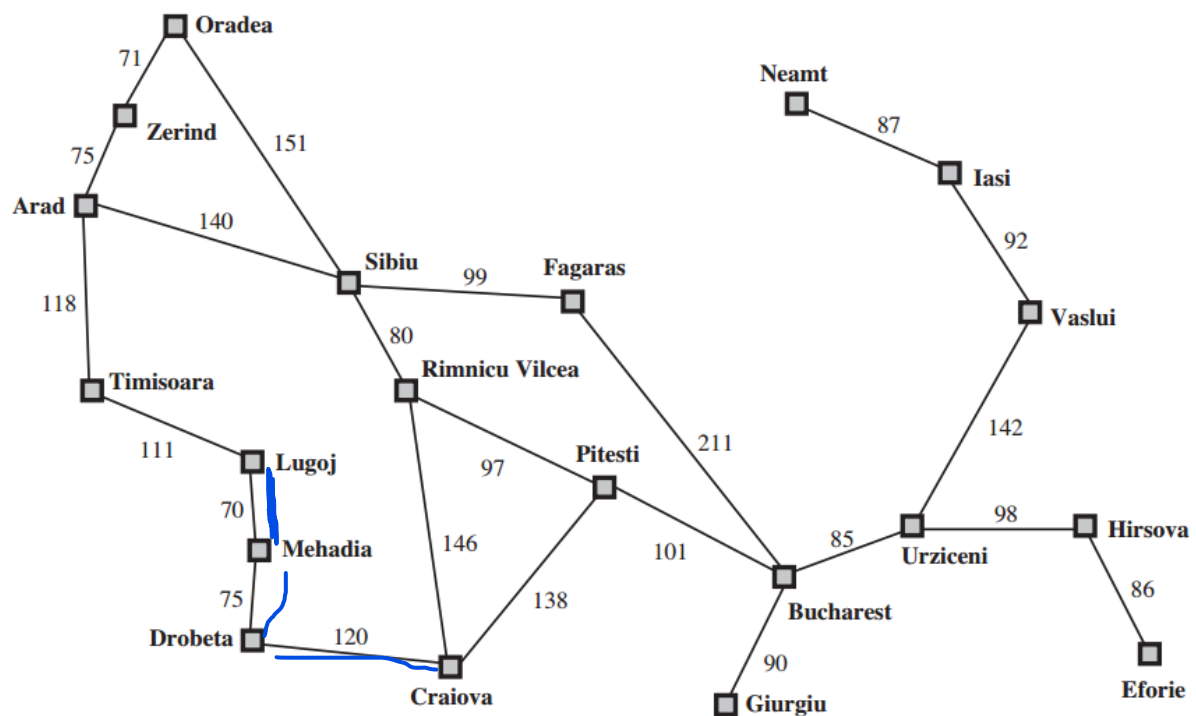 Oradea
71
Neamt
Zerind
87
151
75
Iasi
Arad
140
92
Sibiu
Fagaras
99
118
Vaslui
80
Timisoara
Rimnicu Vilcea
142
211
111
Lugoj
97
Pitesti
70
98
Hirsova
Mehadia
146
101
85
Urziceni
86
75
138
Bucharest
Drobeta
120
90
Craiova
Giurgiu
Eforie